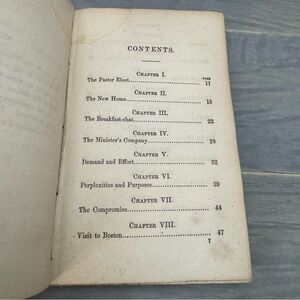 CONTENTS.
CHAPTER I.
PAGE
The Pastor Elect 11
CHAPTER II.
The New Home 15
CHAPTER III.
The Breakfast-chat 22
CHAPTER IV.
The Minister's Company 28
CHAPTER V.
Demand and Effort 32
CHAPTER VI.
Perplexities and Purposes 39
CHAPTER VII.
The Compromise 44
CHAPTER VIII.
Visit to Boston 47
7